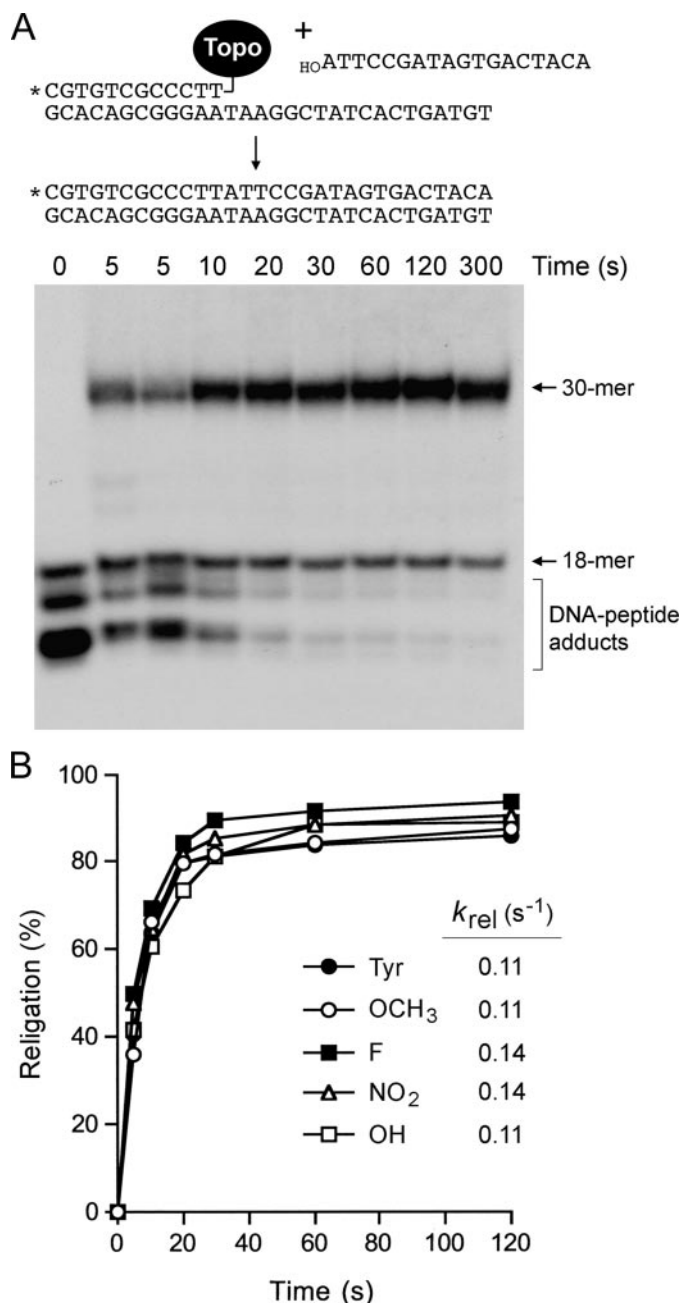 A
Topo
+
HOATTCCGATAGTGACTACA
*CGTGTCGCCCTT
GCACAGCGGGAATAAGGCTATCACTGATGT
*CGTGTCGCCCTTATTCCGATAGTGACTACA
GCACAGCGGGAATAAGGCTATCACTGATGT
0 5 5 10 20 30 60 120 300 Time (s)
30-mer
18-mer
DNA-peptide
adducts
B
100
80
60
40
20
0
Religation (%)
0 20 40 60 80 100 120
Time (s)
krel (s-1)
Tyr 0.11
OCH3 0.11
F 0.14
NO2 0.14
OH 0.11